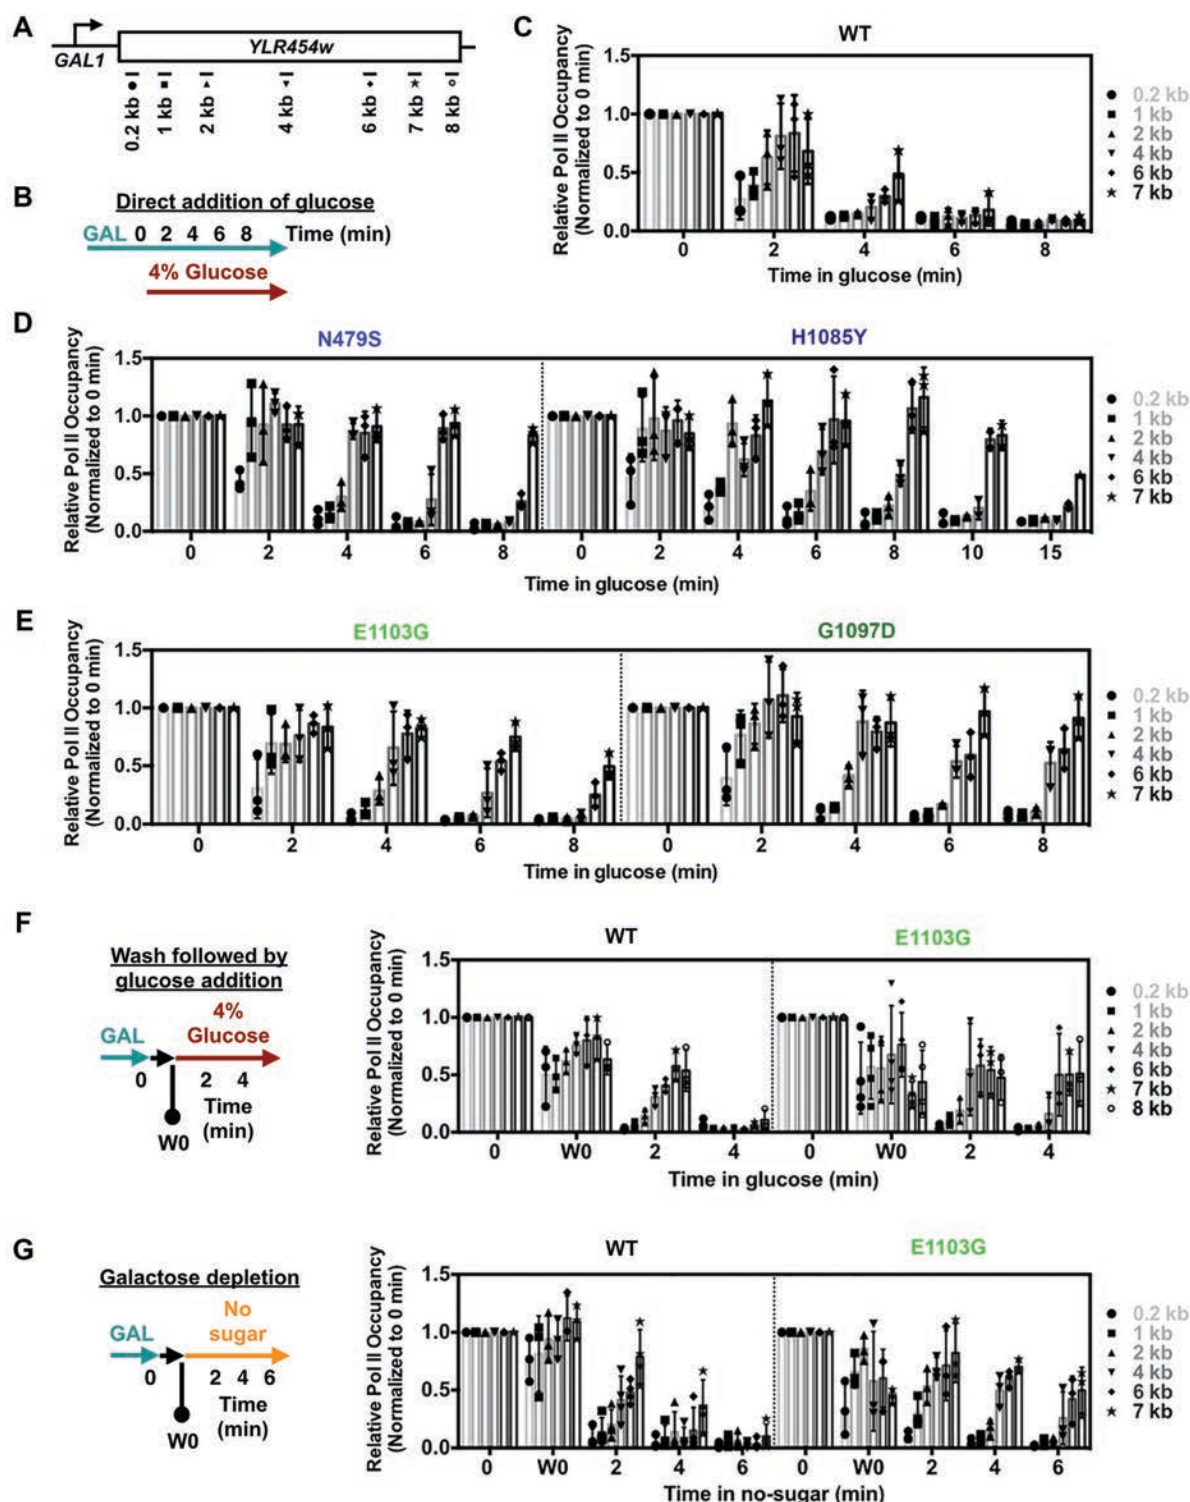 A
GAL1
YLR454w
0.2 kb
1 kb
2 kb
4 kb
6 kb
7 kb
8 kb
B
Direct addition of glucose
GAL 0 2 4 6 8 Time (min)
4% Glucose
C
WT
Relative Pol II Occupancy
(Normalized to 0 min)
1.5
1.0
0.5
0.0
0 2 4 6 8
Time in glucose (min)
0.2 kb
1 kb
2 kb
4 kb
6 kb
7 kb
D
N479S
H1085Y
Relative Pol II Occupancy
(Normalized to 0 min)
1.5
1.0
0.5
0.0
0 2 4 6 8 0 2 4 6 8 10 15
Time in glucose (min)
0.2 kb
1 kb
2 kb
4 kb
6 kb
7 kb
E
E1103G
G1097D
Relative Pol II Occupancy
(Normalized to 0 min)
1.5
1.0
0.5
0.0
0 2 4 6 8 0 2 4 6 8
Time in glucose (min)
0.2 kb
1 kb
2 kb
4 kb
6 kb
7 kb
F
Wash followed by
glucose addition
4%
Glucose
GAL
0 2 4
Time
(min)
W0
WT
E1103G
Relative Pol II Occupancy
(Normalized to 0 min)
1.5
1.0
0.5
0.0
0 W0 2 4 0 W0 2 4
Time in glucose (min)
0.2 kb
1 kb
2 kb
4 kb
6 kb
7 kb
8 kb
G
Galactose depletion
No
sugar
GAL
0 2 4 6
Time
(min)
W0
WT
E1103G
Relative Pol II Occupancy
(Normalized to 0 min)
1.5
1.0
0.5
0.0
0 W0 2 4 6 0 W0 2 4 6
Time in no-sugar (min)
0.2 kb
1 kb
2 kb
4 kb
6 kb
7 kb